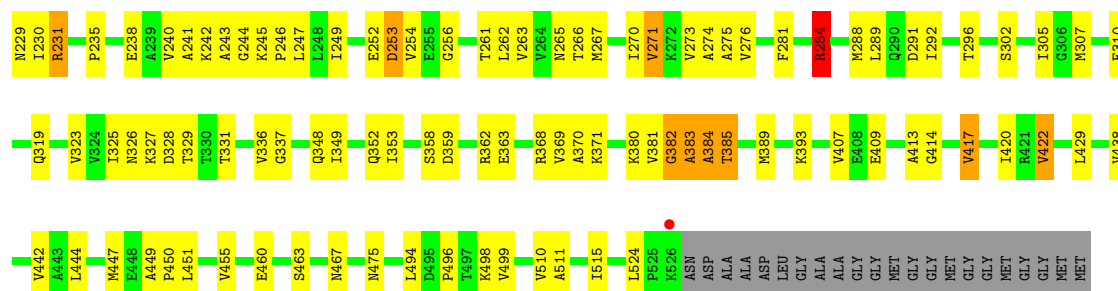 N229 I230 R231 P235 E238 A239 V240 A241 K242 A243 G244 K245 P246 L247 L248 I249 E252 D253 V254 E255 G256 T261 L262 V263 V264 N265 T266 M267 I270 V271 K272 V273 A274 A275 V276 F281 R284 M288 L289 Q290 D291 I292 T296 S302 I305 G306 M307 E310
Q319 V323 V324 I325 N326 K327 D328 T329 T330 T331 V336 G337 Q348 I349 Q352 I353 S358 D359 R362 E363 R368 V369 A370 K371 K380 V381 G382 A383 A384 T385 M389 K393 V407 E408 E409 A413 G414 V417 I420 R421 V422 L429
V442 A443 L444 M447 E448 A449 P450 L451 V455 E460 S463 N467 N475 L494 D495 P496 T497 K498 V499 V510 A511 I515 L524 P525 K526 ASN ASP ALA ALA ASP LEU GLY ALA ALA GLY GLY MET GLY GLY MET GLY GLY MET GLY GLY MET MET